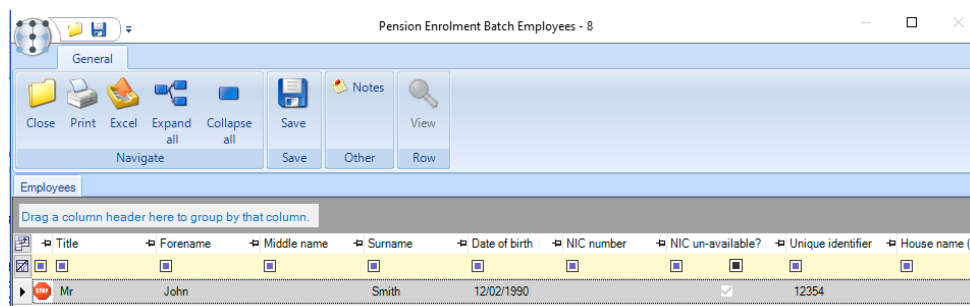 Pension Enrolment Batch Employees - 8
General
Close Print Excel Expand all Collapse all Save Notes View
Navigate Save Other Row
Employees
Drag a column header here to group by that column.
Title Forename Middle name Surname Date of birth NIC number NIC un-available? Unique identifier House name (
STOP Mr John Smith 12/02/1990 12354